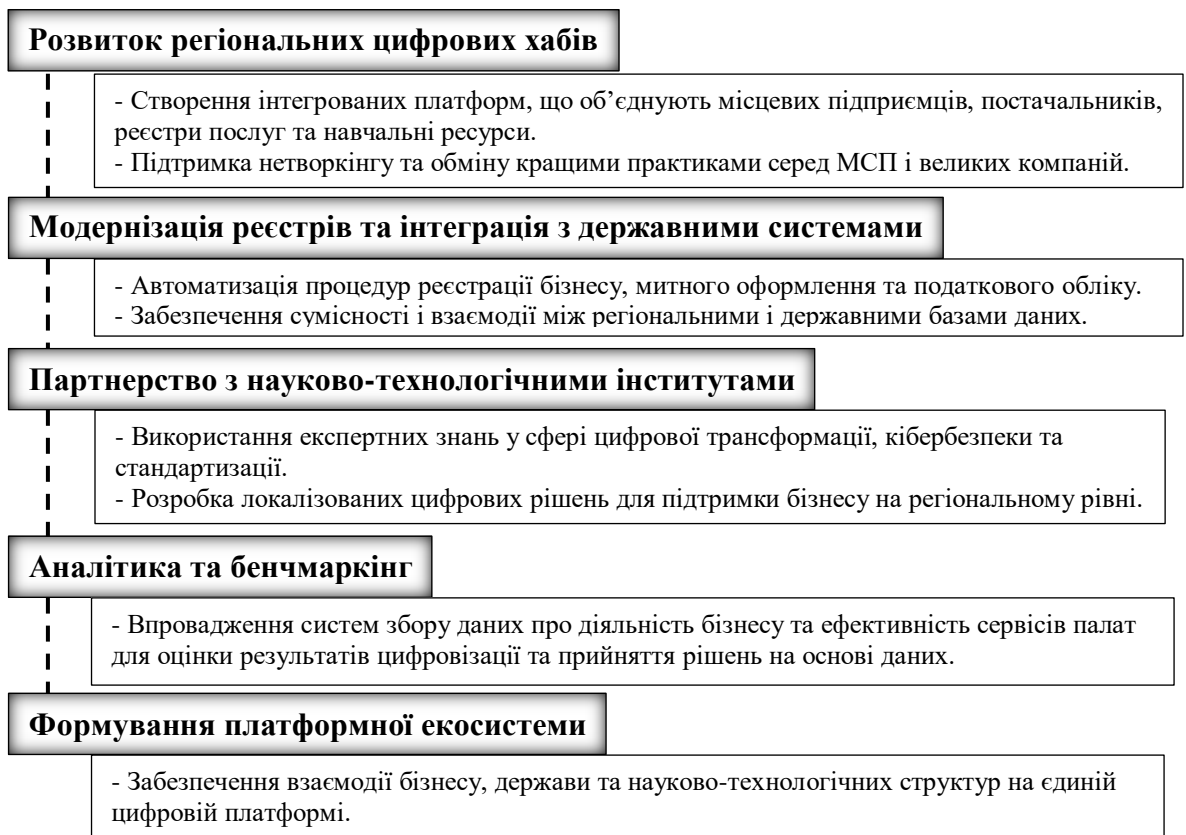 Розвиток регіональних цифрових хабів
- Створення інтегрованих платформ, що об’єднують місцевих підприємців, постачальників,
реєстри послуг та навчальні ресурси.
- Підтримка нетворкінгу та обміну кращими практиками серед МСП і великих компаній.
Модернізація реєстрів та інтеграція з державними системами
- Автоматизація процедур реєстрації бізнесу, митного оформлення та податкового обліку.
- Забезпечення сумісності і взаємодії між регіональними і державними базами даних.
Партнерство з науково-технологічними інститутами
- Використання експертних знань у сфері цифрової трансформації, кібербезпеки та
стандартизації.
- Розробка локалізованих цифрових рішень для підтримки бізнесу на регіональному рівні.
Аналітика та бенчмаркінг
- Впровадження систем збору даних про діяльність бізнесу та ефективність сервісів палат
для оцінки результатів цифровізації та прийняття рішень на основі даних.
Формування платформної екосистеми
- Забезпечення взаємодії бізнесу, держави та науково-технологічних структур на єдиній
цифровій платформі.